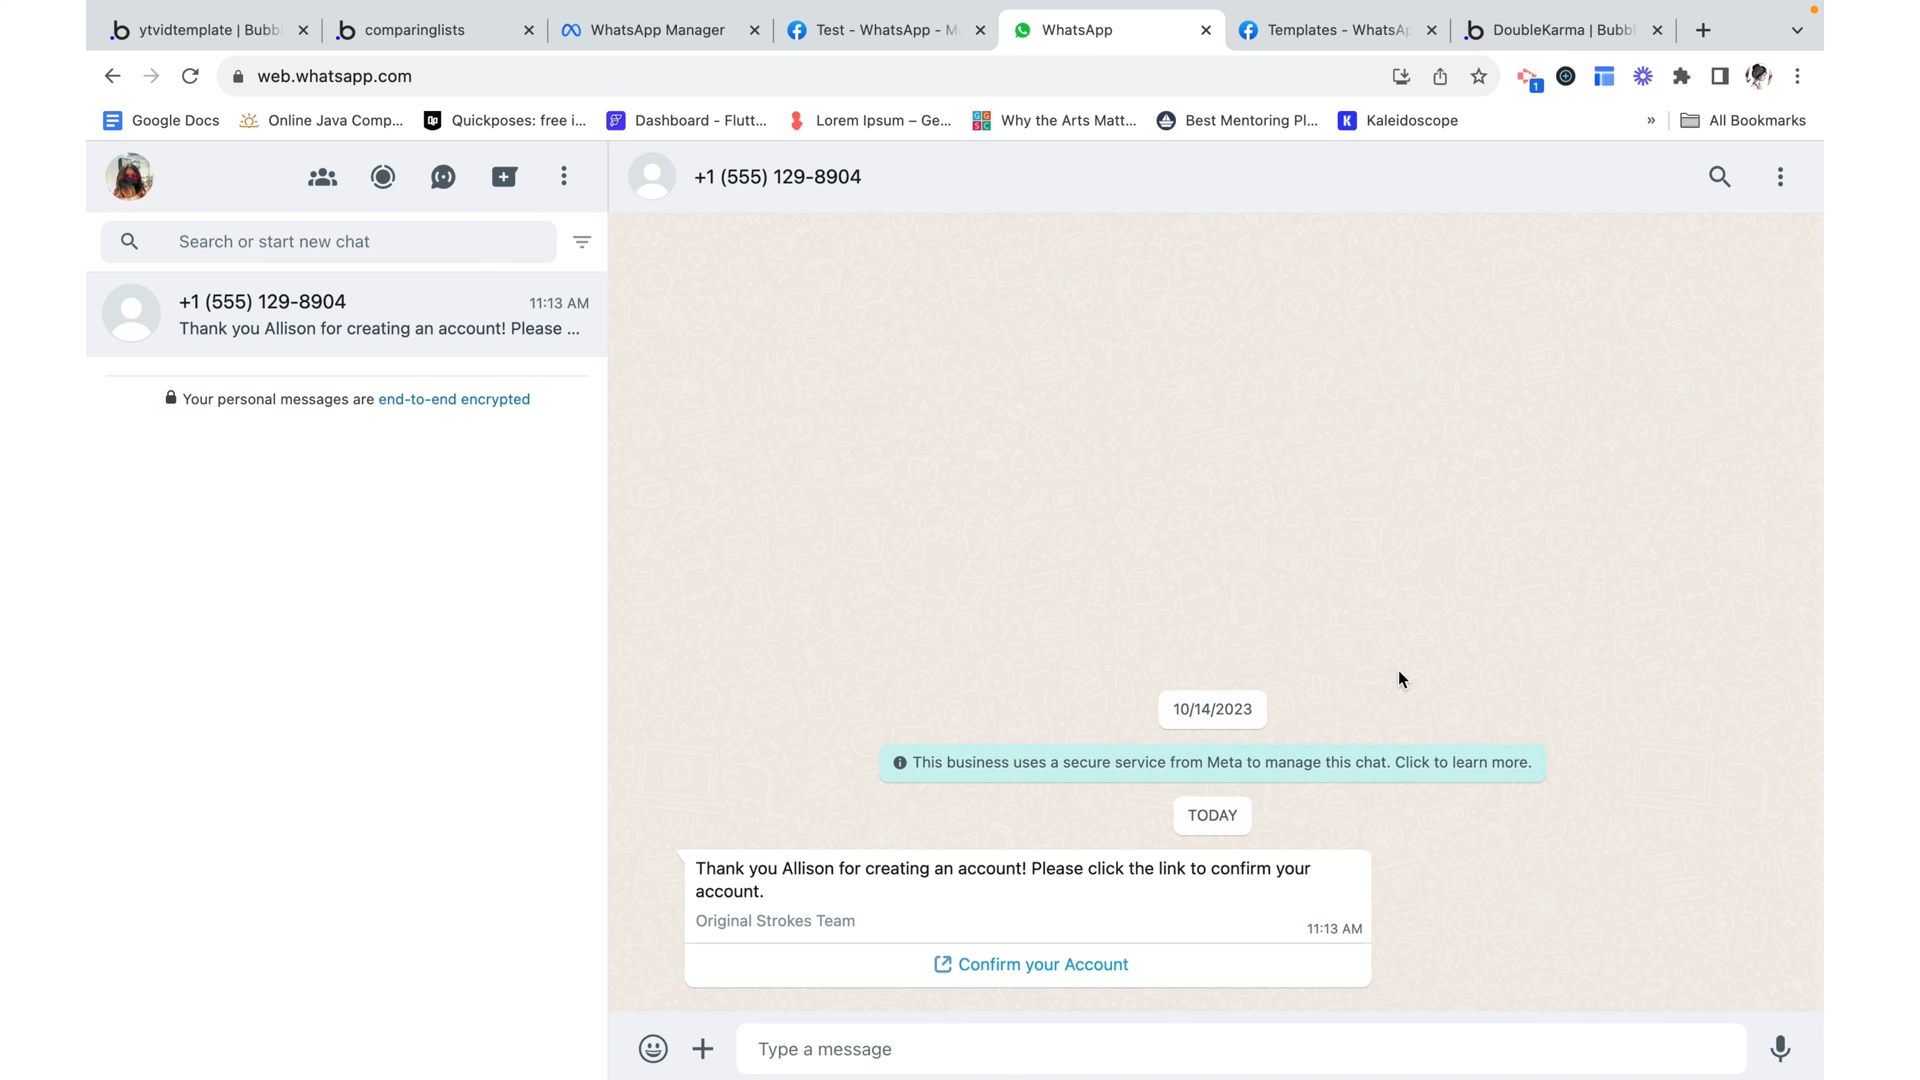 ytvidtemplate | Bubbl
comparinglists
WhatsApp Manager
Test - WhatsApp - M
WhatsApp
Templates - WhatsAp
DoubleKarma | Bubbl
web.whatsapp.com
1
Google Docs
Online Java Comp...
Quickposes: free i...
Dashboard - Flutt...
Lorem Ipsum – Ge...
Why the Arts Matt...
Best Mentoring Pl...
Kaleidoscope
»
All Bookmarks
+1 (555) 129-8904
Search or start new chat
+1 (555) 129-8904
11:13 AM
Thank you Allison for creating an account! Please ...
Your personal messages are end-to-end encrypted
10/14/2023
This business uses a secure service from Meta to manage this chat. Click to learn more.
TODAY
Thank you Allison for creating an account! Please click the link to confirm your
account.
Original Strokes Team
11:13 AM
Confirm your Account
Type a message